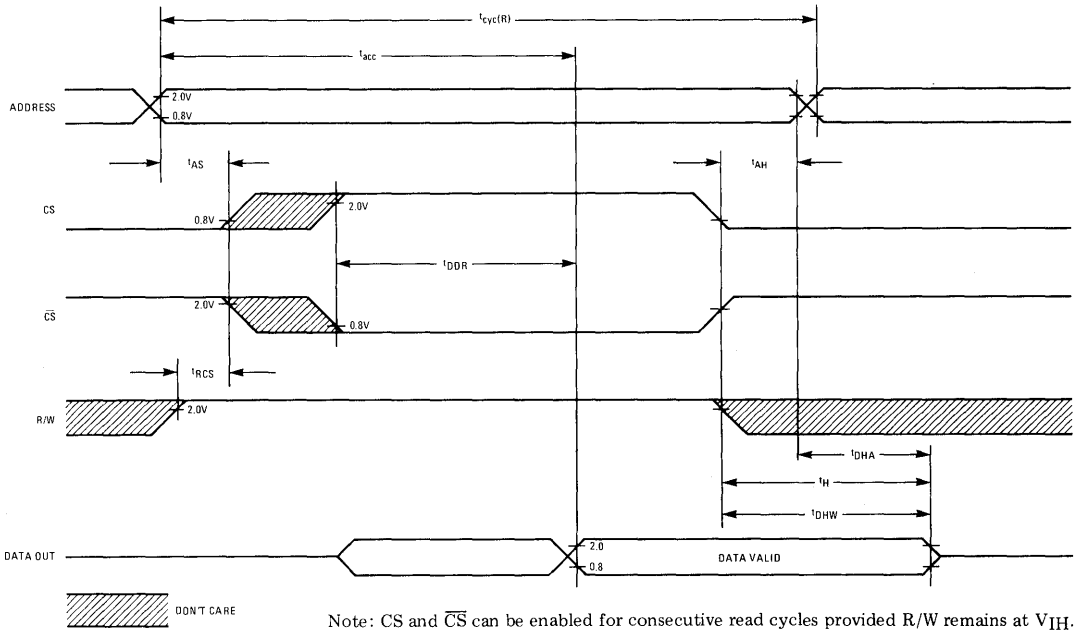 tcyc(R)
tacc
ADDRESS
2.0V
0.8V
tAS
tAH
CS
0.8V
2.0V
tDDR
C̅S̅
2.0V
0.8V
tRCS
R/W
2.0V
tDHA
tH
tDHW
DATA OUT
2.0
0.8
DATA VALID
DON'T CARE
Note: CS and C̅S̅ can be enabled for consecutive read cycles provided R/W remains at VIH.